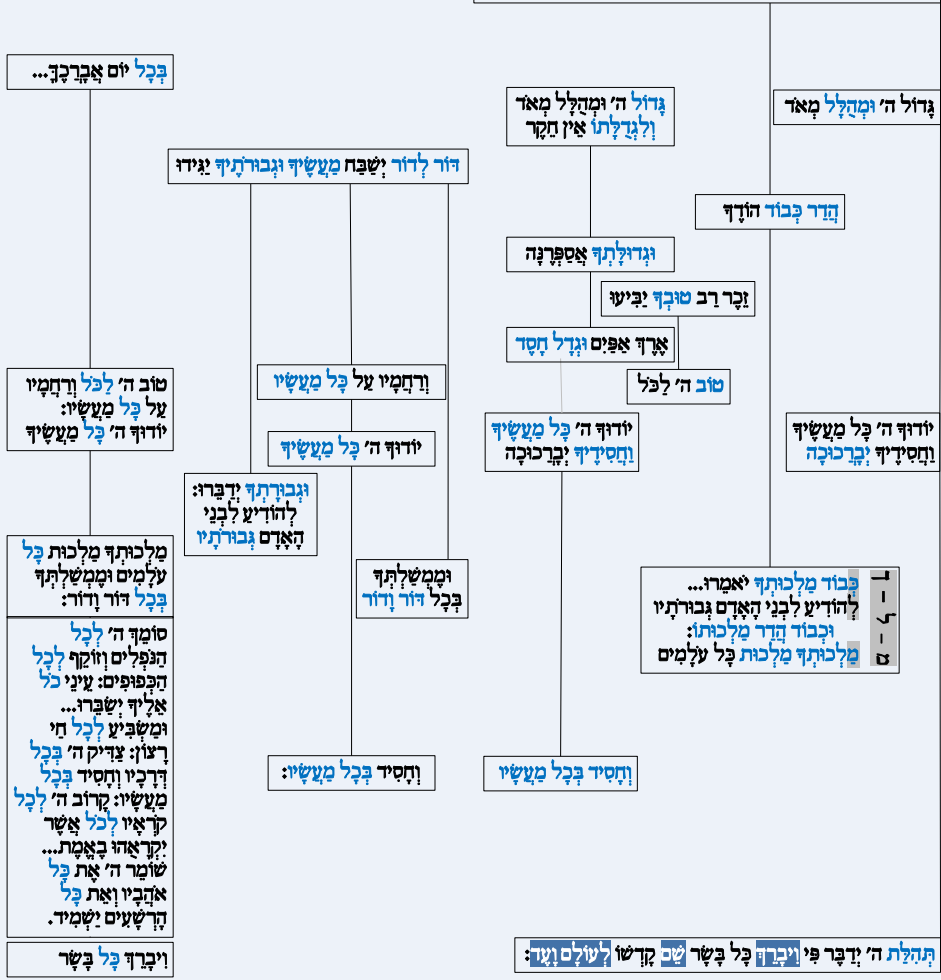 בְּכָל יוֹם אֲבָרֲכֶךָּ...
גָּדוֹל ה' וּמְהֻלָּל מְאֹד
גָּדוֹל ה' וּמְהֻלָּל מְאֹד
וְלִגְדֻלָּתוֹ אֵין חֵקֶר
דּוֹר לְדוֹר יְשַׁבַּח מַעֲשֶׂיךָ וּגְבוּרֹתֶיךָ יַגִּידוּ
הֲדַר כְּבוֹד הוֹדֶךָ
וּגְדוּלָּתְךָ אֲסַפְּרֶנָּה
זֵכֶר רַב טוּבְךָ יַבִּיעוּ
אֶרֶךְ אַפַּיִם וּגְדָל חָסֶד
טוֹב ה' לַכֹּל
וְרַחֲמָיו עַל כָּל מַעֲשָׂיו
טוֹב ה' לַכֹּל וְרַחֲמָיו
עַל כָּל מַעֲשָׂיו:
יוֹדוּךָ ה' כָּל מַעֲשֶׂיךָ
יוֹדוּךָ ה' כָּל מַעֲשֶׂיךָ
וַחֲסִידֶיךָ יְבָרֲכוּכָה
יוֹדוּךָ ה' כָּל מַעֲשֶׂיךָ
וַחֲסִידֶיךָ יְבָרֲכוּכָה
יוֹדוּךָ ה' כָּל מַעֲשֶׂיךָ
וּגְבוּרָתְךָ יְדַבֵּרוּ:
לְהוֹדִיעַ לִבְנֵי
הָאָדָם גְּבוּרֹתָיו
וּמֶמְשַׁלְתְּךָ
בְּכָל דּוֹר וָדוֹר
כְּבוֹד מַלְכוּתְךָ יֹאמֵרוּ...
לְהוֹדִיעַ לִבְנֵי הָאָדָם גְּבוּרֹתָיו
וּכְבוֹד הֲדַר מַלְכוּתוֹ:
מַלְכוּתְךָ מַלְכוּת כָּל עֹלָמִים
מ - ל - ך
מַלְכוּתְךָ מַלְכוּת כָּל
עֹלָמִים וּמֶמְשַׁלְתְּךָ
בְּכָל דּוֹר וָדוֹר:
סוֹמֵךְ ה' לְכָל
הַנֹּפְלִים וְזוֹקֵף לְכָל
הַכְּפוּפִים: עֵינֵי כֹל
אֵלֶיךָ יְשַׂבֵּרוּ...
וּמַשְׂבִּיעַ לְכָל חַי
רָצוֹן: צַדִּיק ה' בְּכָל
דְּרָכָיו וְחָסִיד בְּכָל
מַעֲשָׂיו: קָרוֹב ה' לְכָל
קֹרְאָיו לְכֹל אֲשֶׁר
יִקְרָאֻהוּ בֶאֱמֶת...
שׁוֹמֵר ה' אֶת כָּל
אֹהֲבָיו וְאֵת כָּל
הָרְשָׁעִים יַשְׁמִיד.
וְחָסִיד בְּכָל מַעֲשָׂיו
וְחָסִיד בְּכָל מַעֲשָׂיו:
תְּהִלַּת ה' יְדַבֶּר פִּי וִיבָרֵךְ כָּל בָּשָׂר שֵׁם קָדְשׁוֹ לְעוֹלָם וָעֶד:
וִיבָרֵךְ כָּל בָּשָׂר